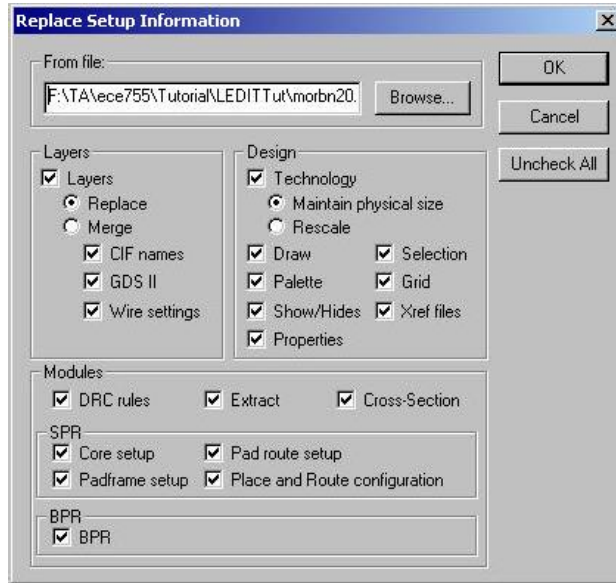 Replace Setup Information
From file:
F:\TA\ece755\Tutorial\LEDITTut\morbn20.
Browse...
OK
Cancel
Uncheck All
Layers
Layers
Replace
Merge
CIF names
GDS II
Wire settings
Design
Technology
Maintain physical size
Rescale
Draw Selection
Palette Grid
Show/Hides Xref files
Properties
Modules
DRC rules Extract Cross-Section
SPR
Core setup Pad route setup
Padframe setup Place and Route configuration
BPR
BPR